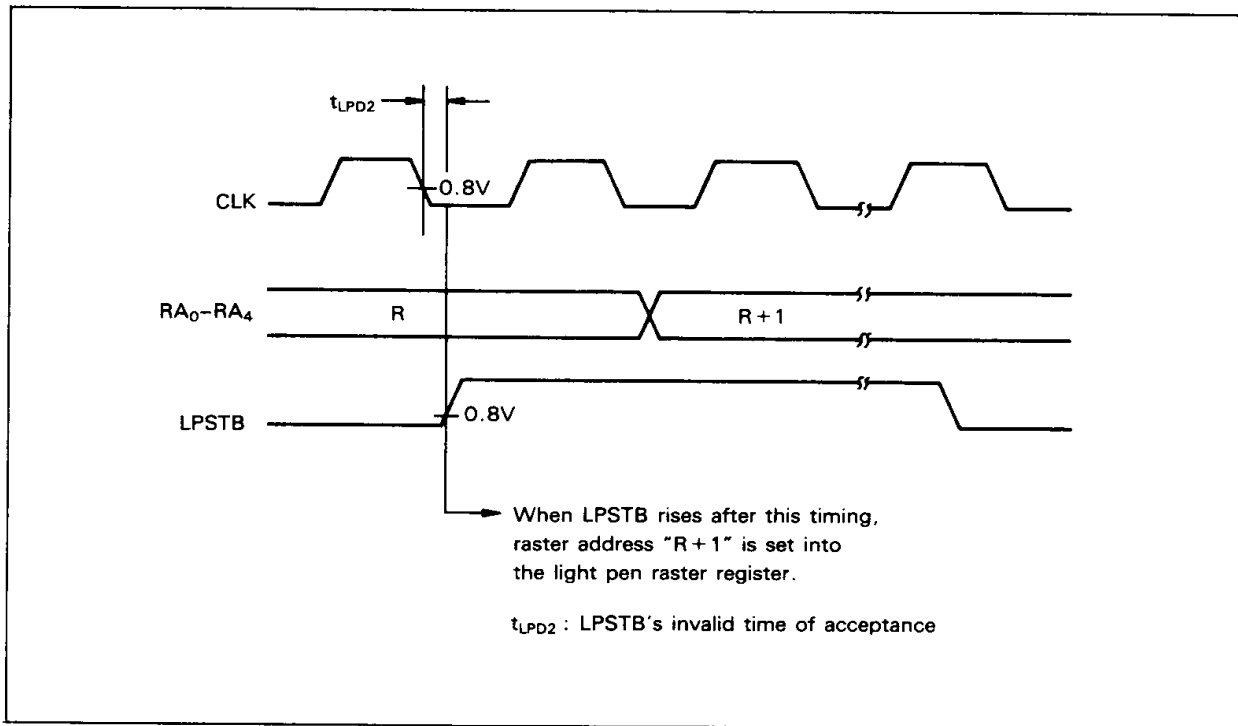 tLPD2
CLK
0.8V
RA0–RA4
R
R+1
LPSTB
0.8V
When LPSTB rises after this timing,
raster address "R+1" is set into
the light pen raster register.
tLPD2 : LPSTB's invalid time of acceptance